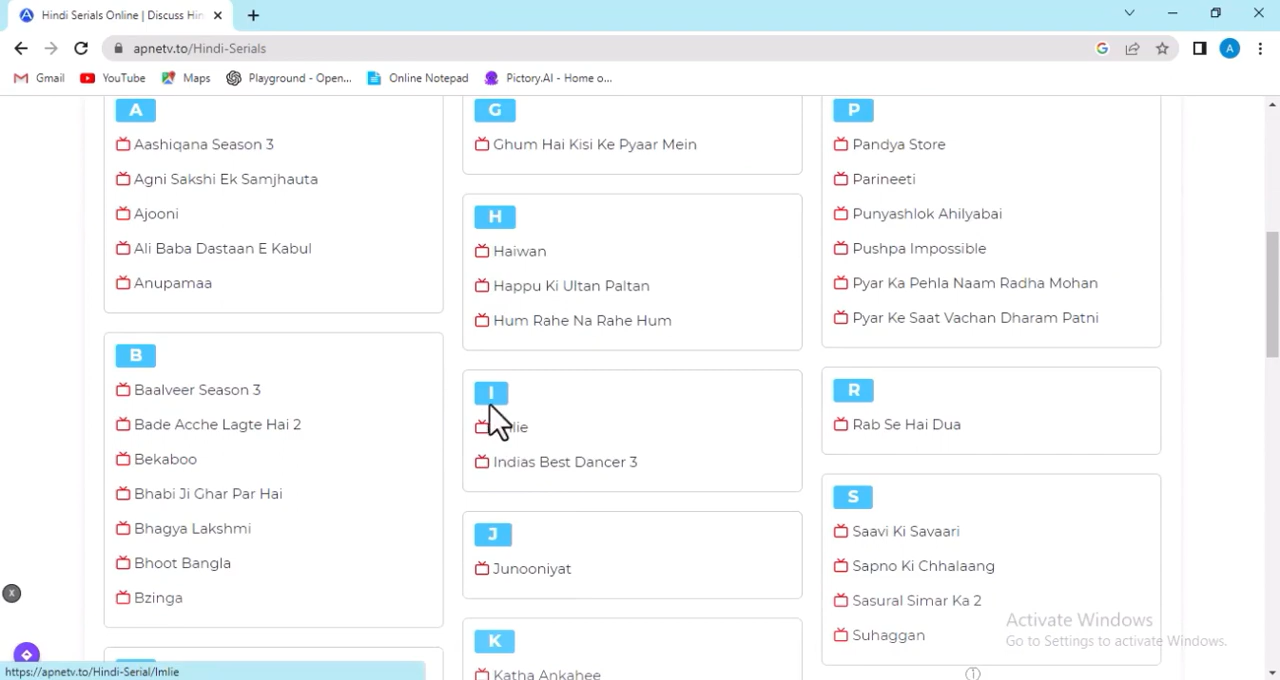 Hindi Serials Online | Discuss Hin
apnetv.to/Hindi-Serials
A
Gmail
YouTube
Maps
Playground - Open...
Online Notepad
Pictory.AI - Home o...
A
Aashiqana Season 3
Agni Sakshi Ek Samjhauta
Ajooni
Ali Baba Dastaan E Kabul
Anupamaa
B
Baalveer Season 3
Bade Acche Lagte Hai 2
Bekaboo
Bhabi Ji Ghar Par Hai
Bhagya Lakshmi
Bhoot Bangla
Bzinga
G
Ghum Hai Kisi Ke Pyaar Mein
H
Haiwan
Happu Ki Ultan Paltan
Hum Rahe Na Rahe Hum
I
Indias Best Dancer 3
J
Junooniyat
K
Katha Ankahee
P
Pandya Store
Parineeti
Punyashlok Ahilyabai
Pushpa Impossible
Pyar Ka Pehla Naam Radha Mohan
Pyar Ke Saat Vachan Dharam Patni
R
Rab Se Hai Dua
S
Saavi Ki Savaari
Sapno Ki Chhalaang
Sasural Simar Ka 2
Suhaggan
Activate Windows
Go to Settings to activate Windows.
X
https://apnetv.to/Hindi-Serial/Imlie